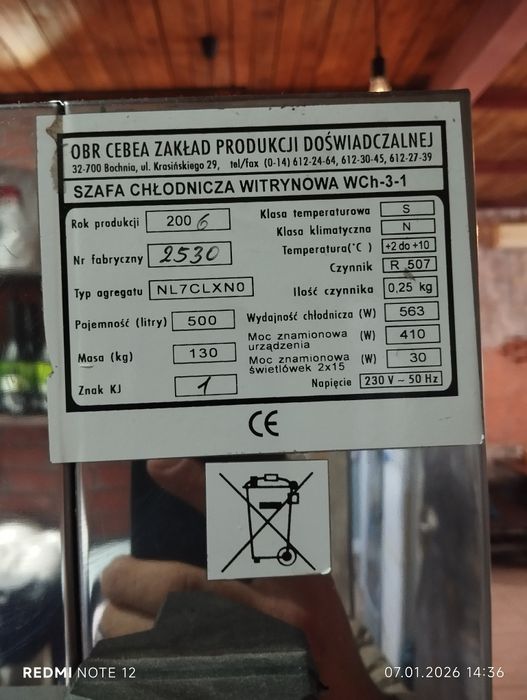 OBR CEBEA ZAKŁAD PRODUKCJI DOŚWIADCZALNEJ
32-700 Bochnia, ul. Krasińskiego 29, tel/fax (0-14) 612-24-64, 612-30-45, 612-27-39
SZAFA CHŁODNICZA WITRYNOWA WCh-3-1
Rok produkcji 2006
Nr fabryczny 2530
Typ agregatu NL7CLXN0
Pojemność (litry) 500
Masa (kg) 130
Znak KJ 1
Klasa temperaturowa S
Klasa klimatyczna N
Temperatura(°C) +2 do +10
Czynnik R 507
Ilość czynnika 0,25 kg
Wydajność chłodnicza (W) 563
Moc znamionowa urządzenia (W) 410
Moc znamionowa świetlówek 2x15 (W) 30
Napięcie 230 V ~ 50 Hz
CE
REDMI NOTE 12
07.01.2026 14:36